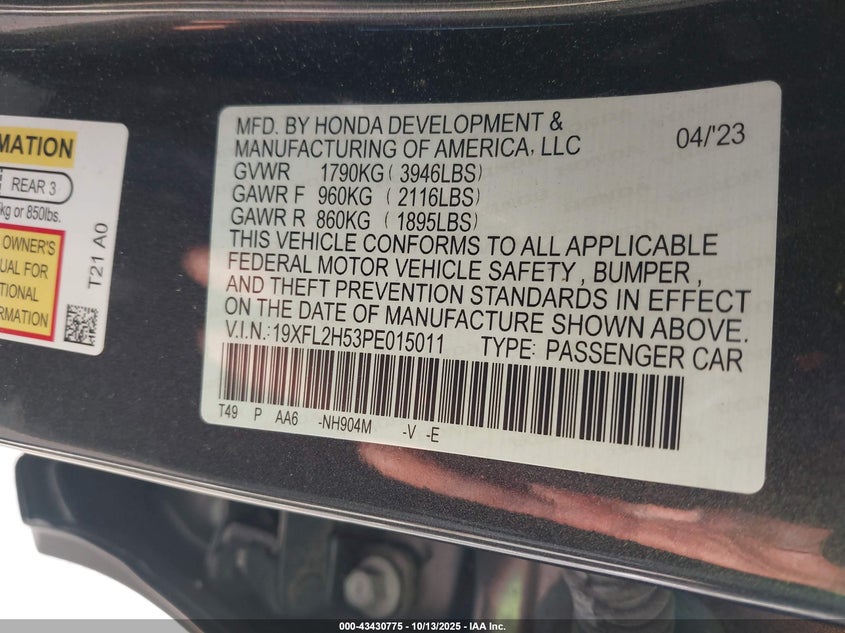 MATION
REAR 3
kg or 850lbs.
OWNER'S
UAL FOR
TIONAL
RMATION
T21 A0
MFD. BY HONDA DEVELOPMENT &
MANUFACTURING OF AMERICA, LLC 04/'23
GVWR 1790KG (3946LBS)
GAWR F 960KG (2116LBS)
GAWR R 860KG (1895LBS)
THIS VEHICLE CONFORMS TO ALL APPLICABLE
FEDERAL MOTOR VEHICLE SAFETY, BUMPER,
AND THEFT PREVENTION STANDARDS IN EFFECT
ON THE DATE OF MANUFACTURE SHOWN ABOVE.
V.I.N.:19XFL2H53PE015011 TYPE: PASSENGER CAR
T49 P AA6 -NH904M -V -E
000-43430775 - 10/13/2025 - IAA Inc.